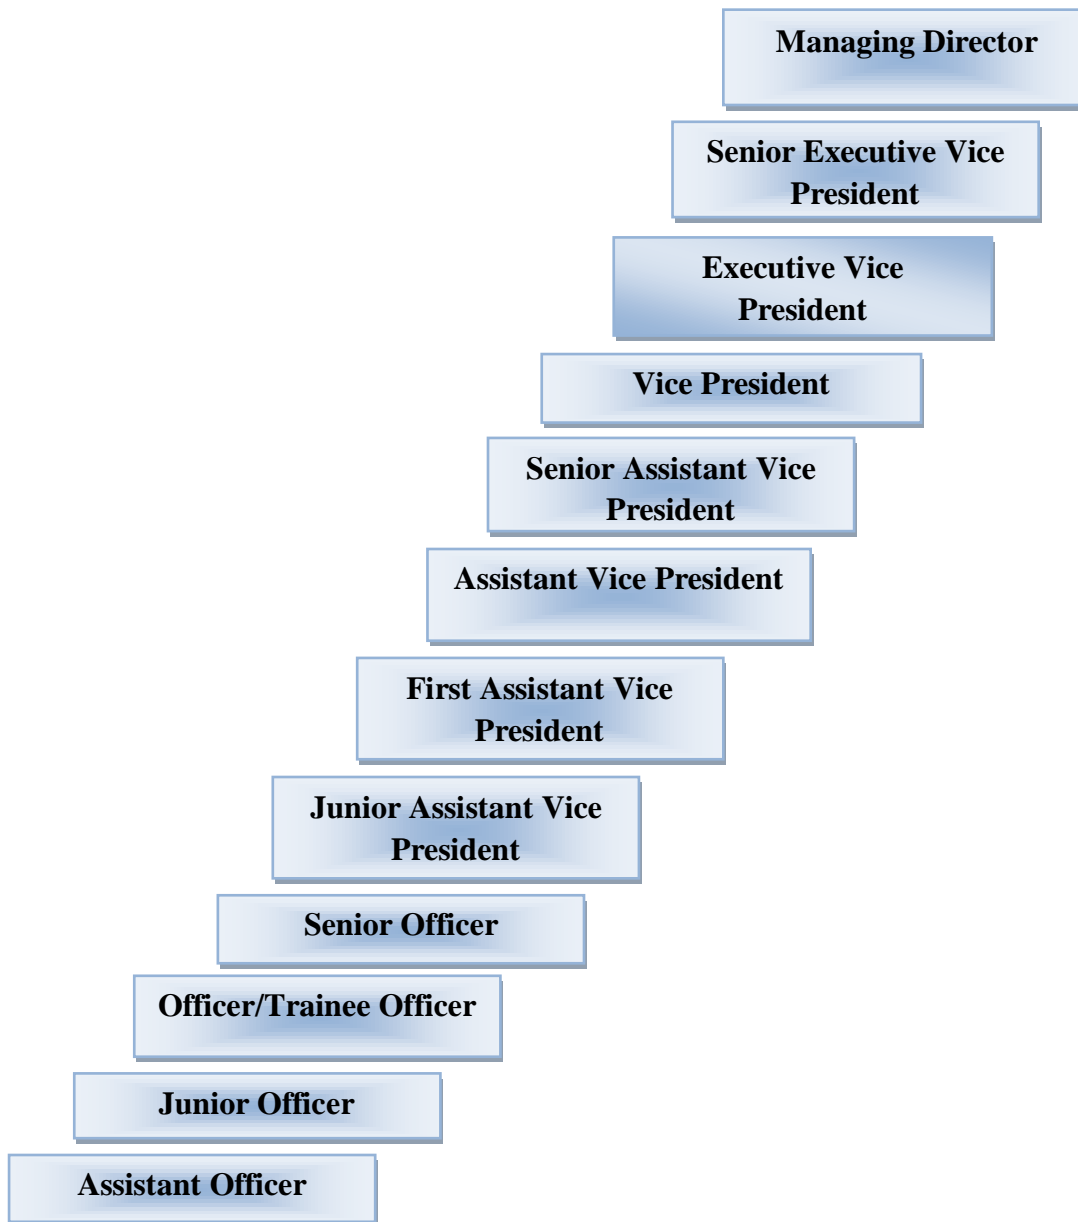 Managing Director
Senior Executive Vice
President
Executive Vice
President
Vice President
Senior Assistant Vice
President
Assistant Vice President
First Assistant Vice
President
Junior Assistant Vice
President
Senior Officer
Officer/Trainee Officer
Junior Officer
Assistant Officer